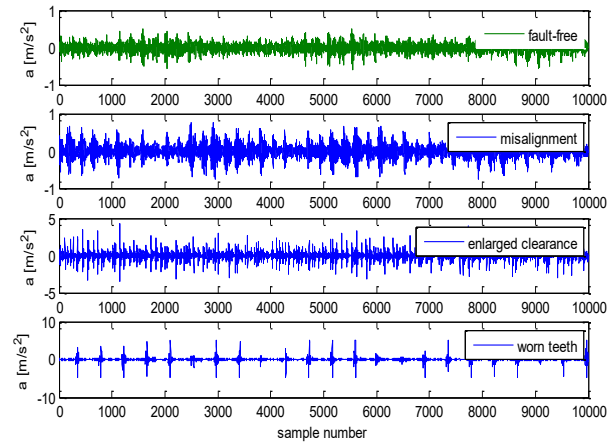 1
0
-1
a [m/s²]
fault-free
0 1000 2000 3000 4000 5000 6000 7000 8000 9000 10000
1
0
-1
a [m/s²]
misalignment
0 1000 2000 3000 4000 5000 6000 7000 8000 9000 10000
5
0
-5
a [m/s²]
enlarged clearance
0 1000 2000 3000 4000 5000 6000 7000 8000 9000 10000
10
0
-10
a [m/s²]
worn teeth
0 1000 2000 3000 4000 5000 6000 7000 8000 9000 10000
sample number